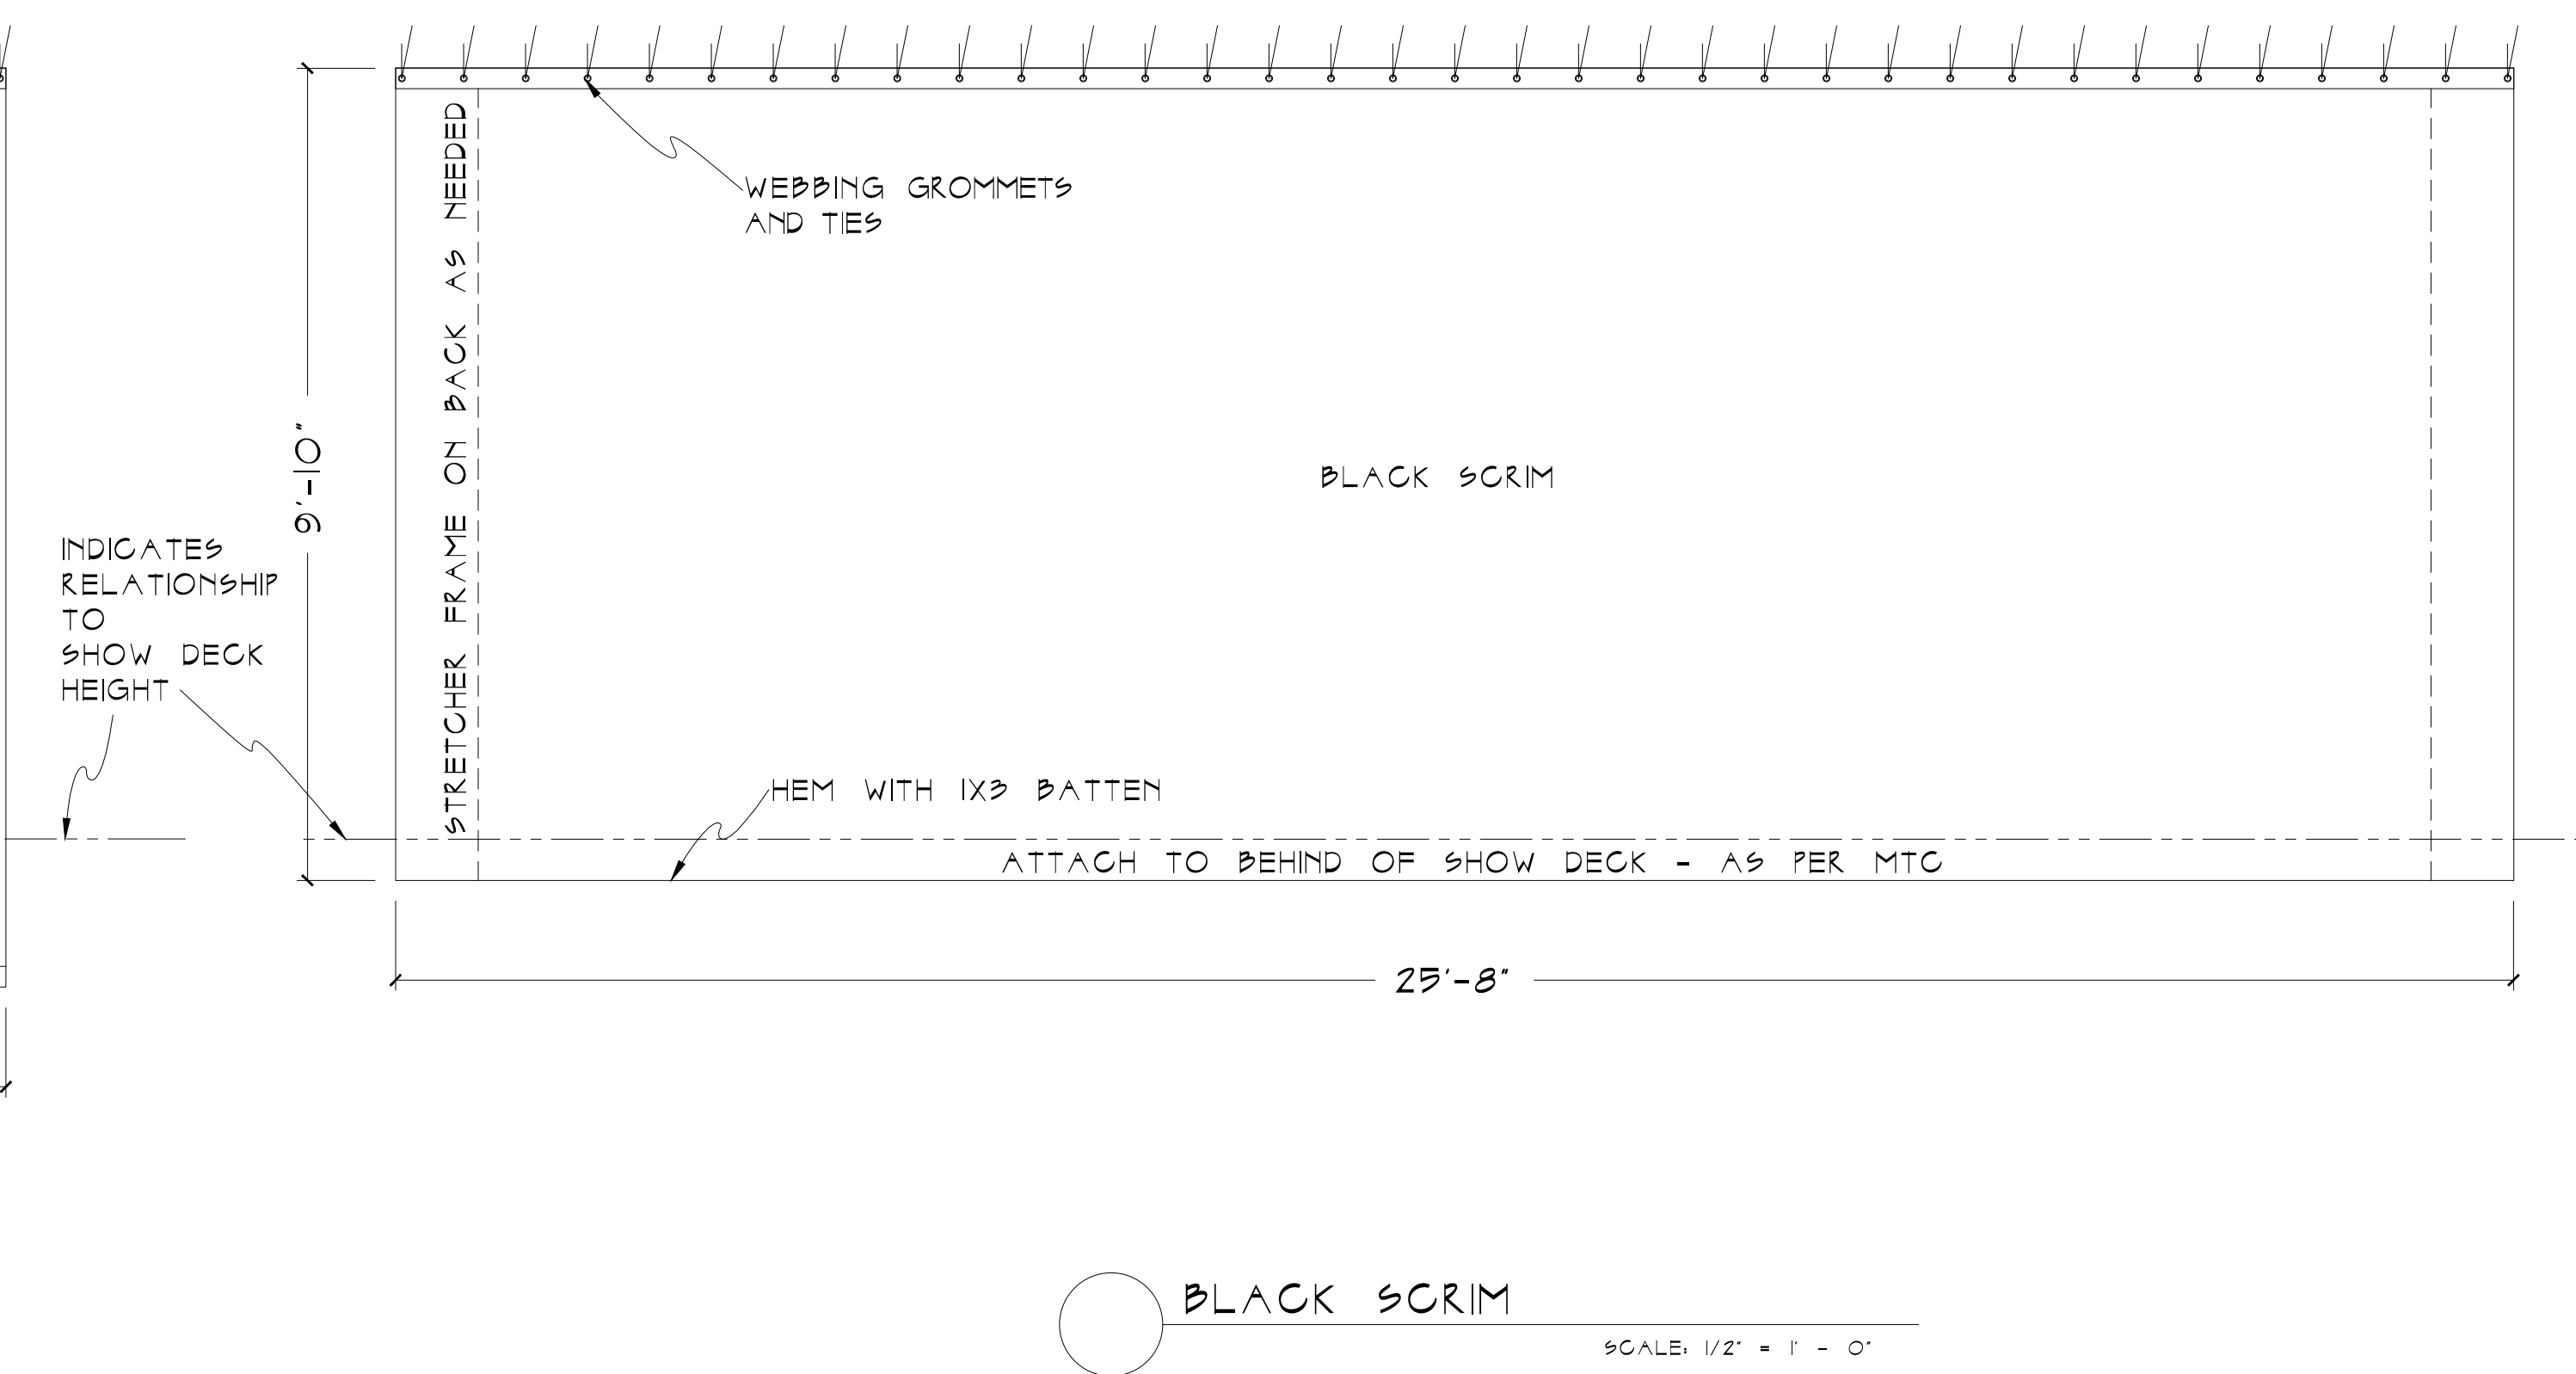 WEBBING GROMMETS
AND TIES
STRETCHER FRAME ON BACK AS NEEDED
9'-10"
BLACK SCRIM
INDICATES
RELATIONSHIP
TO
SHOW DECK
HEIGHT
HEM WITH 1X3 BATTEN
ATTACH TO BEHIND OF SHOW DECK - AS PER MTC
25'-8"
BLACK SCRIM
SCALE: 1/2" = 1' - 0"